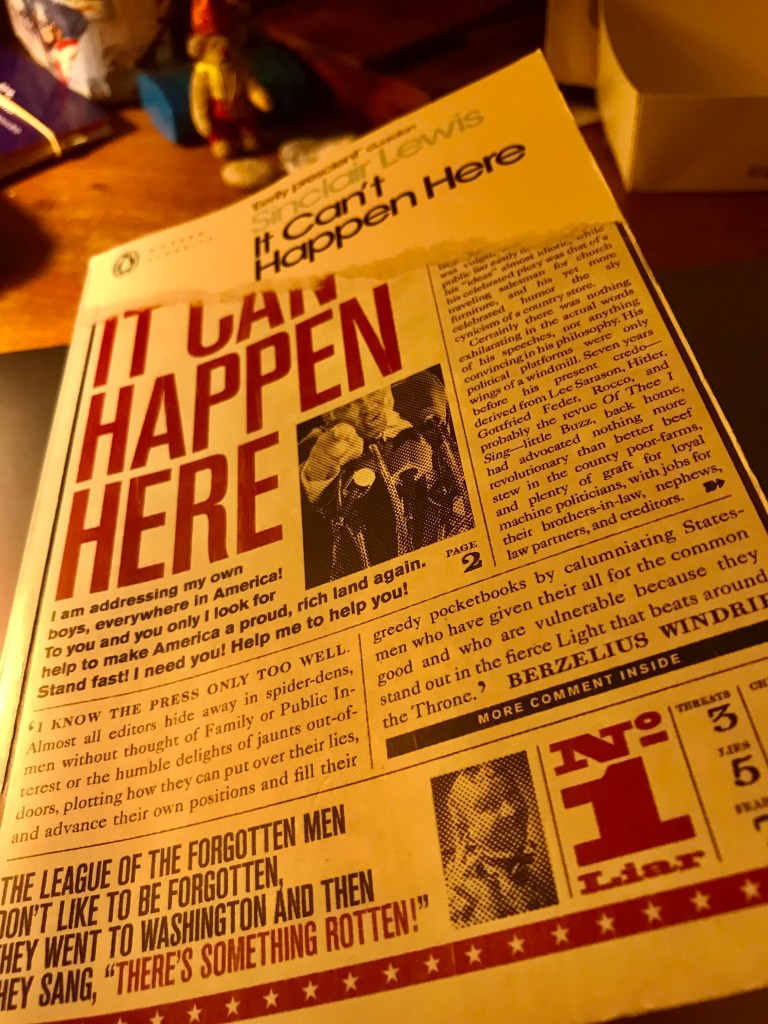 'Eerily prescient' Guardian
Sinclair Lewis
It Can't
Happen Here
MODERN
CLASSICS
IT CAN
HAPPEN
HERE
I am addressing my own
boys, everywhere in America!
To you and you only I look for
help to make America a proud, rich land again.
Stand fast! I need you! Help me to help you!
PAGE
2
was vulgar,
public liar easily
his "ideas" almost idiotic, while
his celebrated piety was that of a
traveling salesman for church
furniture, and his yet more
celebrated humor the sly
cynicism of a country store.
Certainly there was nothing
exhilarating in the actual words
of his speeches, nor anything
convincing in his philosophy. His
political platforms were only
wings of a windmill. Seven years
before his present credo—
derived from Lee Sarason, Hitler,
Gottfried Feder, Rocco, and
probably the revue Of Thee I
Sing—little Buzz, back home,
had advocated nothing more
revolutionary than better beef
stew in the county poor-farms,
and plenty of graft for loyal
machine politicians, with jobs for
their brothers-in-law, nephews,
law partners, and creditors.
'I KNOW THE PRESS ONLY TOO WELL.
Almost all editors hide away in spider-dens,
men without thought of Family or Public In-
terest or the humble delights of jaunts out-of-
doors, plotting how they can put over their lies,
and advance their own positions and fill their
greedy pocketbooks by calumniating States-
men who have given their all for the common
good and who are vulnerable because they
stand out in the fierce Light that beats around
the Throne.' BERZELIUS WINDRIP
MORE COMMENT INSIDE
THE LEAGUE OF THE FORGOTTEN MEN
DON'T LIKE TO BE FORGOTTEN,
THEY WENT TO WASHINGTON AND THEN
THEY SANG, "THERE'S SOMETHING ROTTEN!"
Nº
1
Liar
THREATS
3
LIES
5